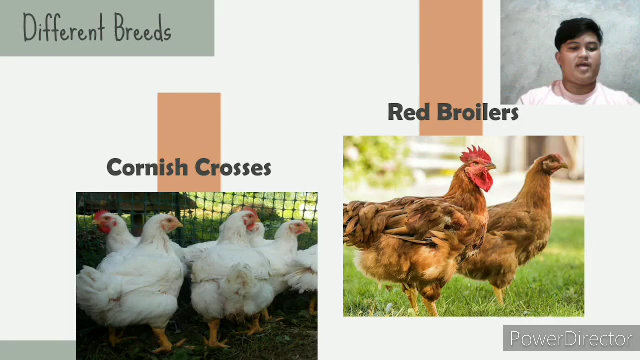 Different Breeds
Red Broilers
Cornish Crosses
PowerDirector